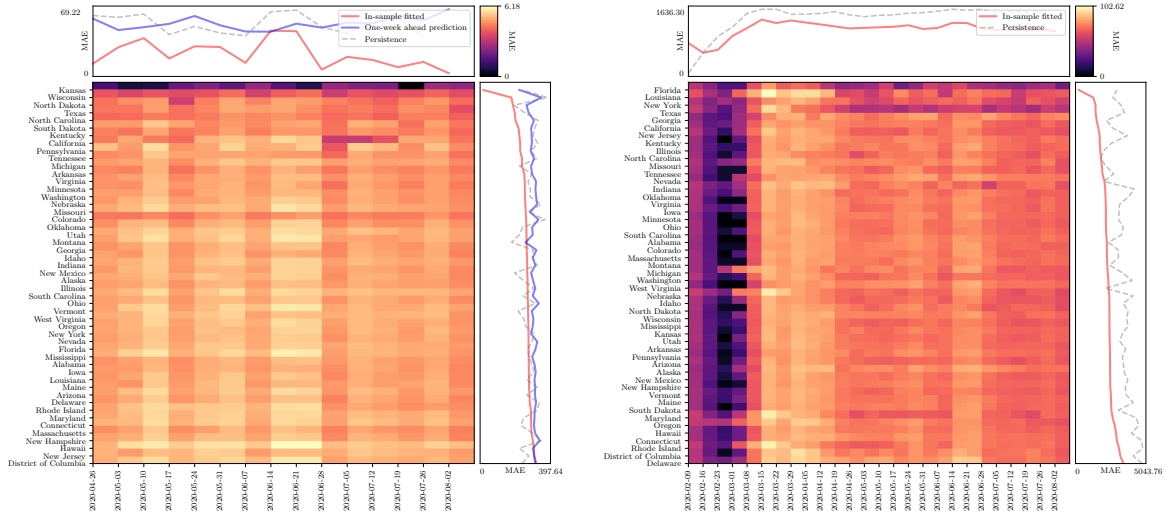 69.22
MAE
0
In-sample fitted
One-week ahead prediction
Persistence
6.18
MAE
0
Kansas
Wisconsin
North Dakota
Texas
North Carolina
South Dakota
Kentucky
California
Pennsylvania
Tennessee
Michigan
Arkansas
Virginia
Minnesota
Washington
Nebraska
Missouri
Colorado
Oklahoma
Utah
Montana
Georgia
Idaho
Indiana
New Mexico
Alaska
Illinois
South Carolina
Ohio
Vermont
West Virginia
Oregon
New York
Nevada
Florida
Mississippi
Alabama
Iowa
Louisiana
Maine
Arizona
Delaware
Rhode Island
Maryland
Connecticut
Massachusetts
New Hampshire
Hawaii
New Jersey
District of Columbia
0 MAE 397.64
2020-04-26
2020-05-03
2020-05-10
2020-05-17
2020-05-24
2020-05-31
2020-06-07
2020-06-14
2020-06-21
2020-06-28
2020-07-05
2020-07-12
2020-07-19
2020-07-26
2020-08-02
1636.30
MAE
0
In-sample fitted
Persistence
102.62
MAE
0
Florida
Louisiana
New York
Texas
Georgia
California
New Jersey
Kentucky
Illinois
North Carolina
Missouri
Tennessee
Nevada
Indiana
Oklahoma
Virginia
Iowa
Minnesota
Ohio
South Carolina
Alabama
Colorado
Massachusetts
Montana
Michigan
Washington
West Virginia
Nebraska
Idaho
North Dakota
Wisconsin
Mississippi
Kansas
Utah
Arkansas
Pennsylvania
Arizona
Alaska
New Mexico
New Hampshire
Vermont
Maine
South Dakota
Maryland
Oregon
Hawaii
Connecticut
Rhode Island
District of Columbia
Delaware
0 MAE 5043.76
2020-02-09
2020-02-16
2020-02-23
2020-03-01
2020-03-08
2020-03-15
2020-03-22
2020-03-29
2020-04-05
2020-04-12
2020-04-19
2020-04-26
2020-05-03
2020-05-10
2020-05-17
2020-05-24
2020-05-31
2020-06-07
2020-06-14
2020-06-21
2020-06-28
2020-07-05
2020-07-12
2020-07-19
2020-07-26
2020-08-02